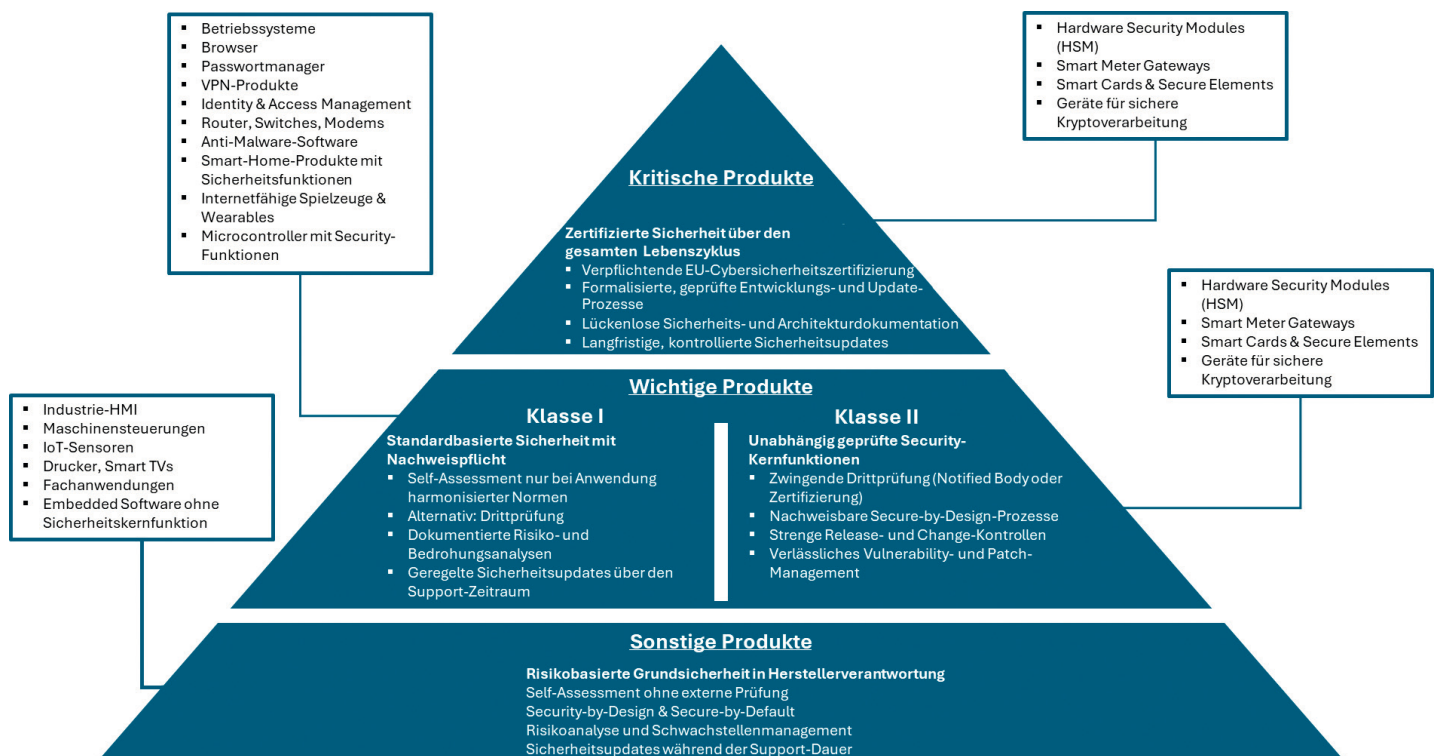 ▪ Betriebssysteme
▪ Browser
▪ Passwortmanager
▪ VPN-Produkte
▪ Identity & Access Management
▪ Router, Switches, Modems
▪ Anti-Malware-Software
▪ Smart-Home-Produkte mit
Sicherheitsfunktionen
▪ Internetfähige Spielzeuge &
Wearables
▪ Microcontroller mit Security-
Funktionen
▪ Hardware Security Modules
(HSM)
▪ Smart Meter Gateways
▪ Smart Cards & Secure Elements
▪ Geräte für sichere
Kryptoverarbeitung
Kritische Produkte
Zertifizierte Sicherheit über den
gesamten Lebenszyklus
▪ Verpflichtende EU-Cybersicherheitszertifizierung
▪ Formalisierte, geprüfte Entwicklungs- und Update-
Prozesse
▪ Lückenlose Sicherheits- und Architekturdokumentation
▪ Langfristige, kontrollierte Sicherheitsupdates
▪ Hardware Security Modules
(HSM)
▪ Smart Meter Gateways
▪ Smart Cards & Secure Elements
▪ Geräte für sichere
Kryptoverarbeitung
Wichtige Produkte
Klasse I
Standardbasierte Sicherheit mit
Nachweispflicht
▪ Self-Assessment nur bei Anwendung
harmonisierter Normen
▪ Alternativ: Drittprüfung
▪ Dokumentierte Risiko- und
Bedrohungsanalysen
▪ Geregelte Sicherheitsupdates über den
Support-Zeitraum
Klasse II
Unabhängig geprüfte Security-
Kernfunktionen
▪ Zwingende Drittprüfung (Notified Body oder
Zertifizierung)
▪ Nachweisbare Secure-by-Design-Prozesse
▪ Strenge Release- und Change-Kontrollen
▪ Verlässliches Vulnerability- und Patch-
Management
▪ Industrie-HMI
▪ Maschinensteuerungen
▪ IoT-Sensoren
▪ Drucker, Smart TVs
▪ Fachanwendungen
▪ Embedded Software ohne
Sicherheitskernfunktion
Sonstige Produkte
Risikobasierte Grundsicherheit in Herstellerverantwortung
Self-Assessment ohne externe Prüfung
Security-by-Design & Secure-by-Default
Risikoanalyse und Schwachstellenmanagement
Sicherheitsupdates während der Support-Dauer